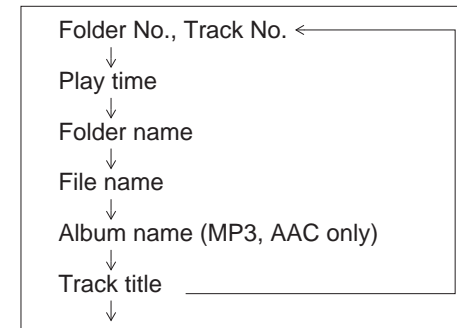 Folder No., Track No.
Play time
Folder name
File name
Album name (MP3, AAC only)
Track title